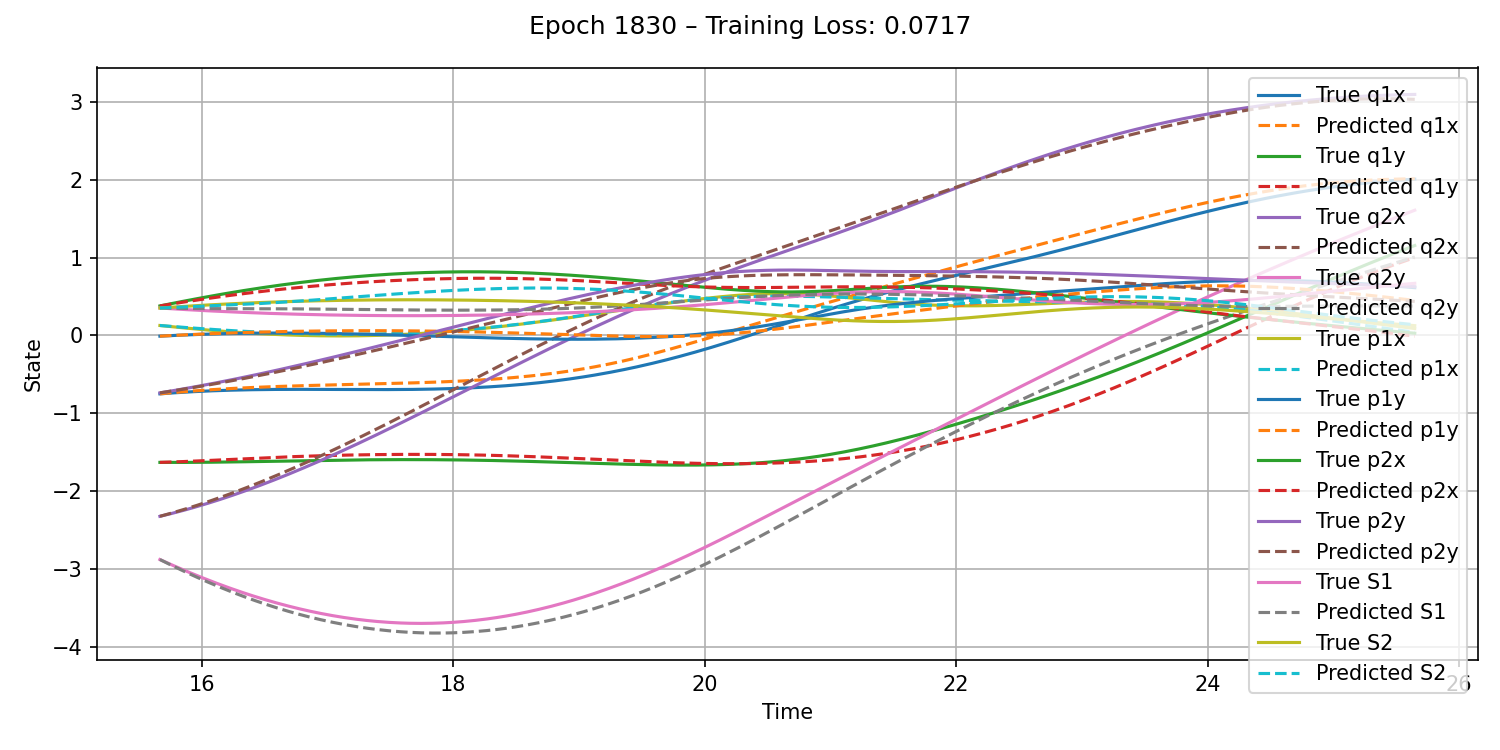 Epoch 1830 – Training Loss: 0.0717
3
2
1
0
−1
−2
−3
−4
State
16
18
20
22
24
26
Time
True q1x
Predicted q1x
True q1y
Predicted q1y
True q2x
Predicted q2x
True q2y
Predicted q2y
True p1x
Predicted p1x
True p1y
Predicted p1y
True p2x
Predicted p2x
True p2y
Predicted p2y
True S1
Predicted S1
True S2
Predicted S2